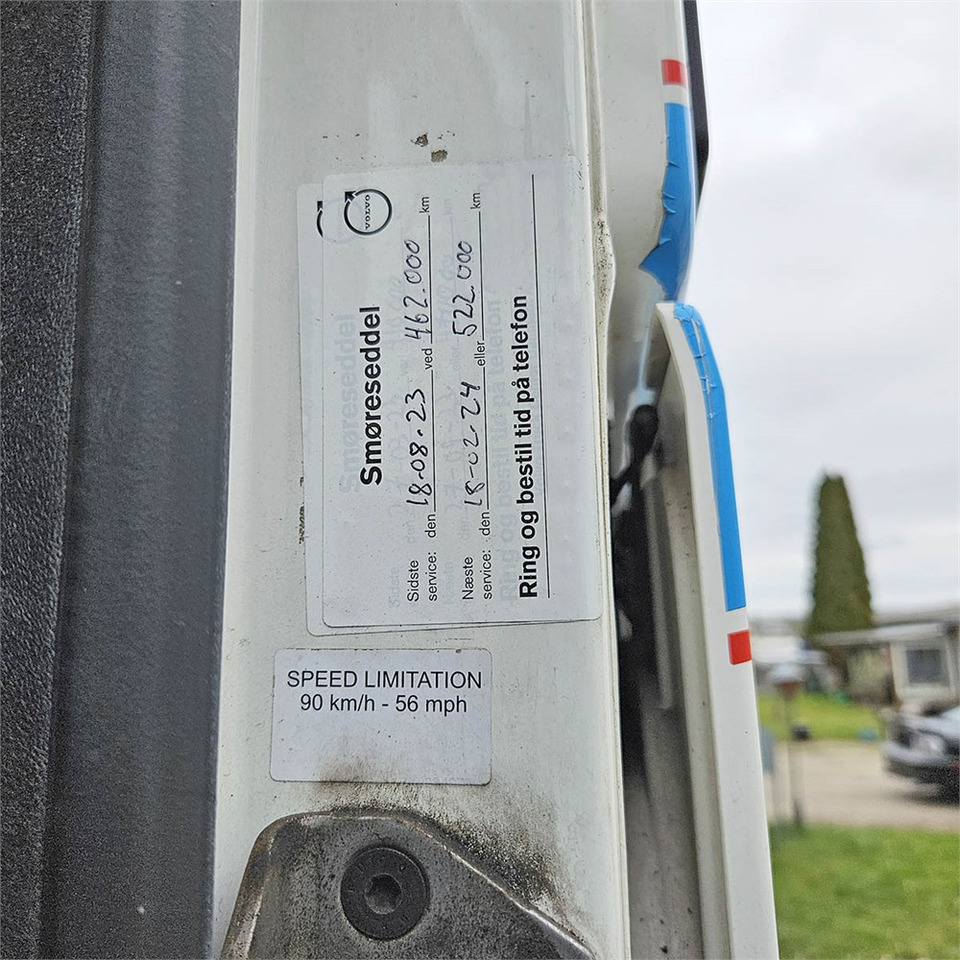 VOLVO
Smøreseddel
Sidste
service: den 18-08-23 ved 462.000 km
Næste
service: den 18-02-24 eller 522.000 km
Ring og bestil tid på telefon
SPEED LIMITATION
90 km/h - 56 mph